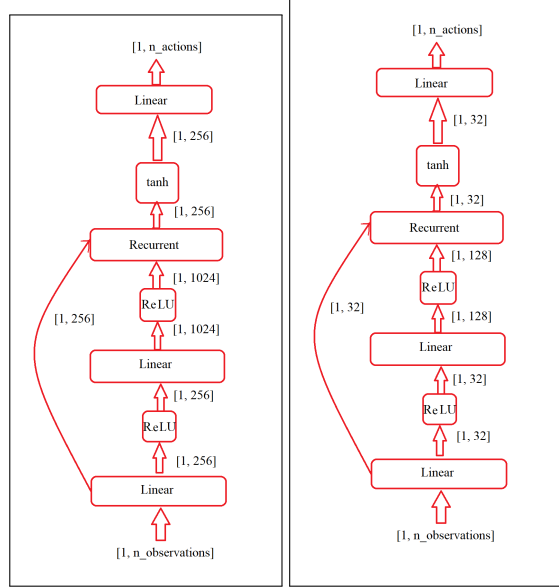 [1, n_actions]
Linear
[1, 256]
tanh
[1, 256]
Recurrent
[1, 1024]
ReLU
[1, 256]
[1, 1024]
Linear
[1, 256]
ReLU
[1, 256]
Linear
[1, n_observations]
[1, n_actions]
Linear
[1, 32]
tanh
[1, 32]
Recurrent
[1, 128]
ReLU
[1, 32]
[1, 128]
Linear
[1, 32]
ReLU
[1, 32]
Linear
[1, n_observations]